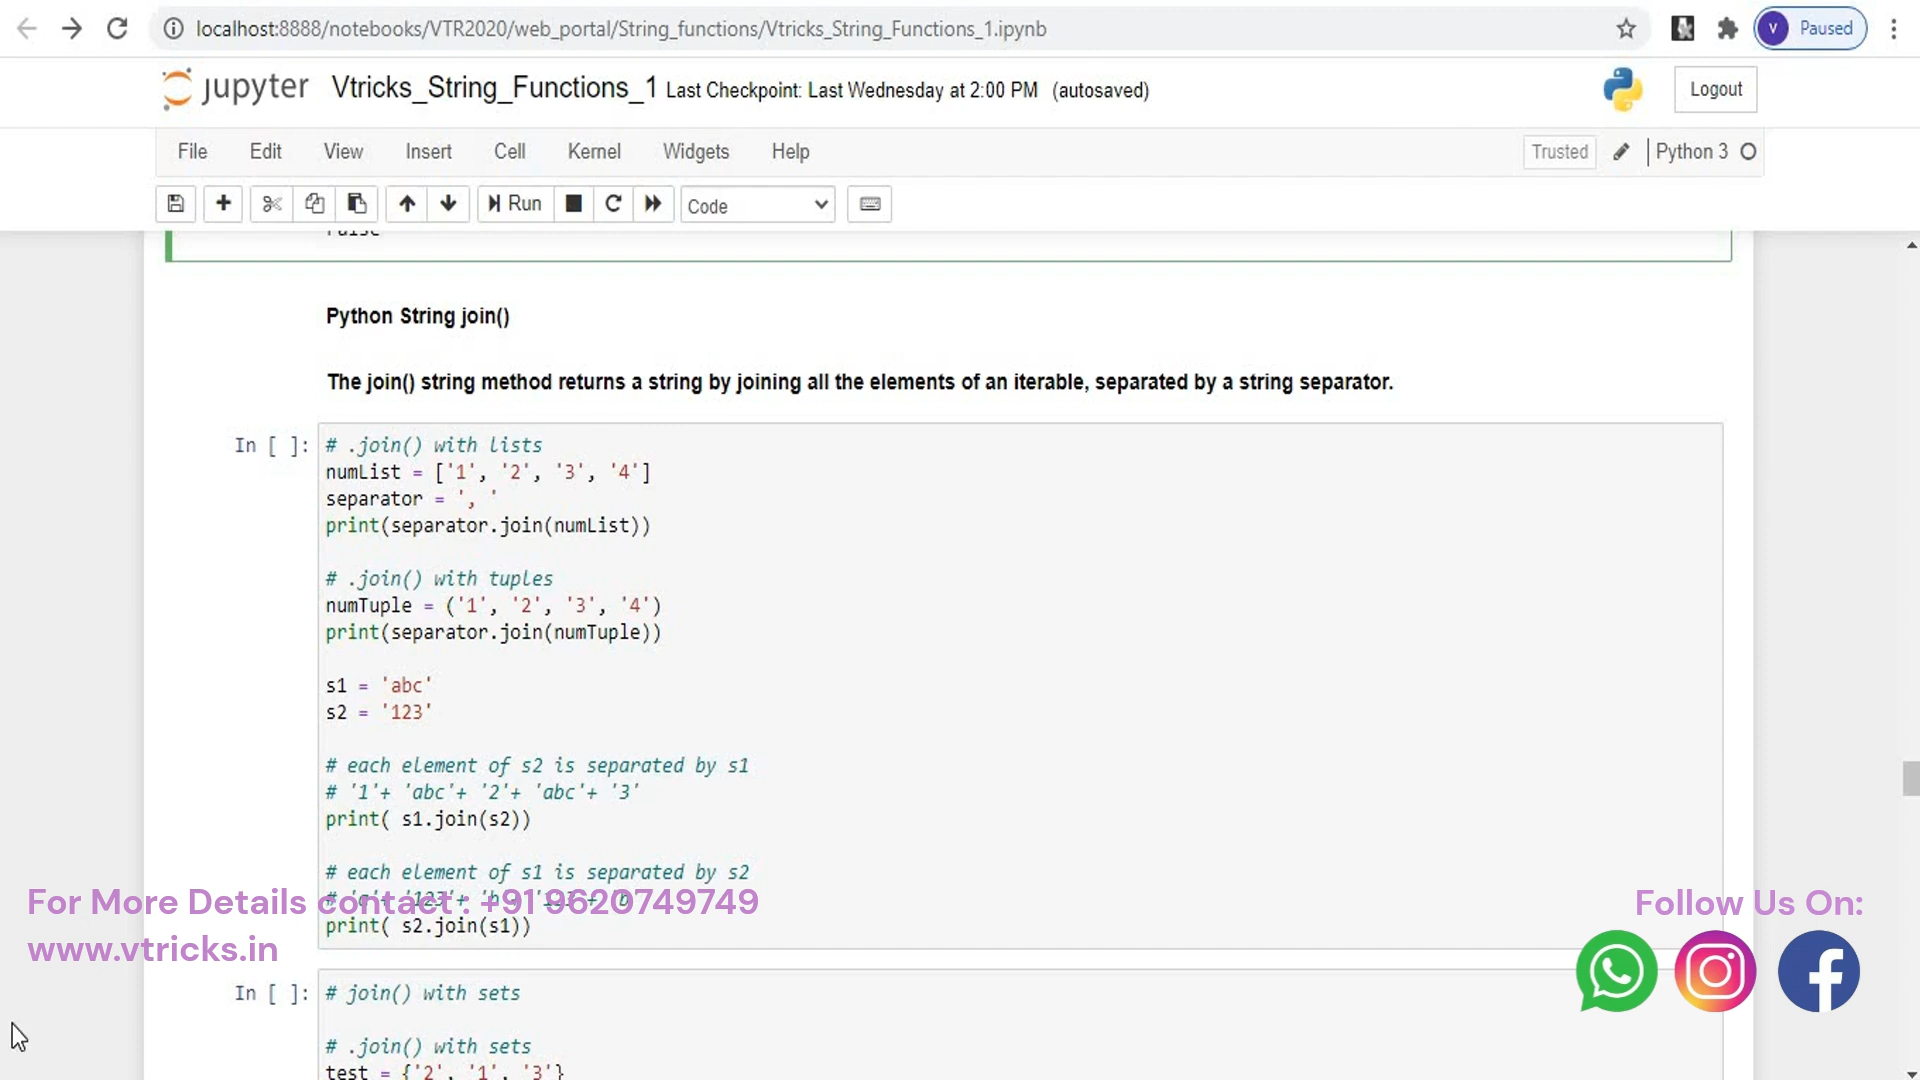 localhost:8888/notebooks/VTR2020/web_portal/String_functions/Vtricks_String_Functions_1.ipynb
V Paused
jupyter Vtricks_String_Functions_1 Last Checkpoint: Last Wednesday at 2:00 PM (autosaved)
Logout
File Edit View Insert Cell Kernel Widgets Help
Trusted Python 3
Run Code
False
Python String join()
The join() string method returns a string by joining all the elements of an iterable, separated by a string separator.
In [ ]: # .join() with lists
numList = ['1', '2', '3', '4']
separator = ', '
print(separator.join(numList))
# .join() with tuples
numTuple = ('1', '2', '3', '4')
print(separator.join(numTuple))
s1 = 'abc'
s2 = '123'
# each element of s2 is separated by s1
# '1'+ 'abc'+ '2'+ 'abc'+ '3'
print( s1.join(s2))
# each element of s1 is separated by s2
For More Details contact : +91 9620749749
print( s2.join(s1))
www.vtricks.in
Follow Us On:
In [ ]: # join() with sets
# .join() with sets
test = {'2', '1', '3'}